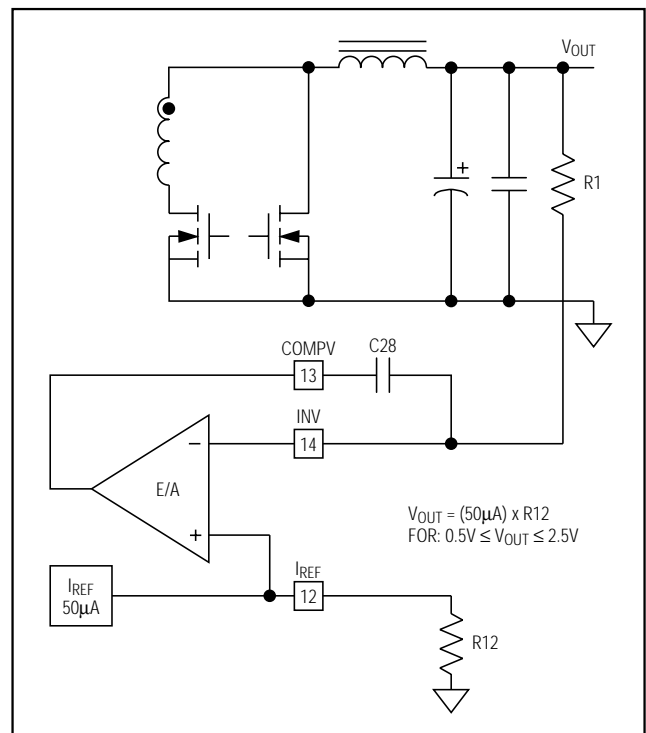 VOUT
+
R1
COMPV
C28
13
INV
14
−
E/A
+
VOUT = (50µA) x R12
FOR: 0.5V ≤ VOUT ≤ 2.5V
IREF
50µA
IREF
12
R12